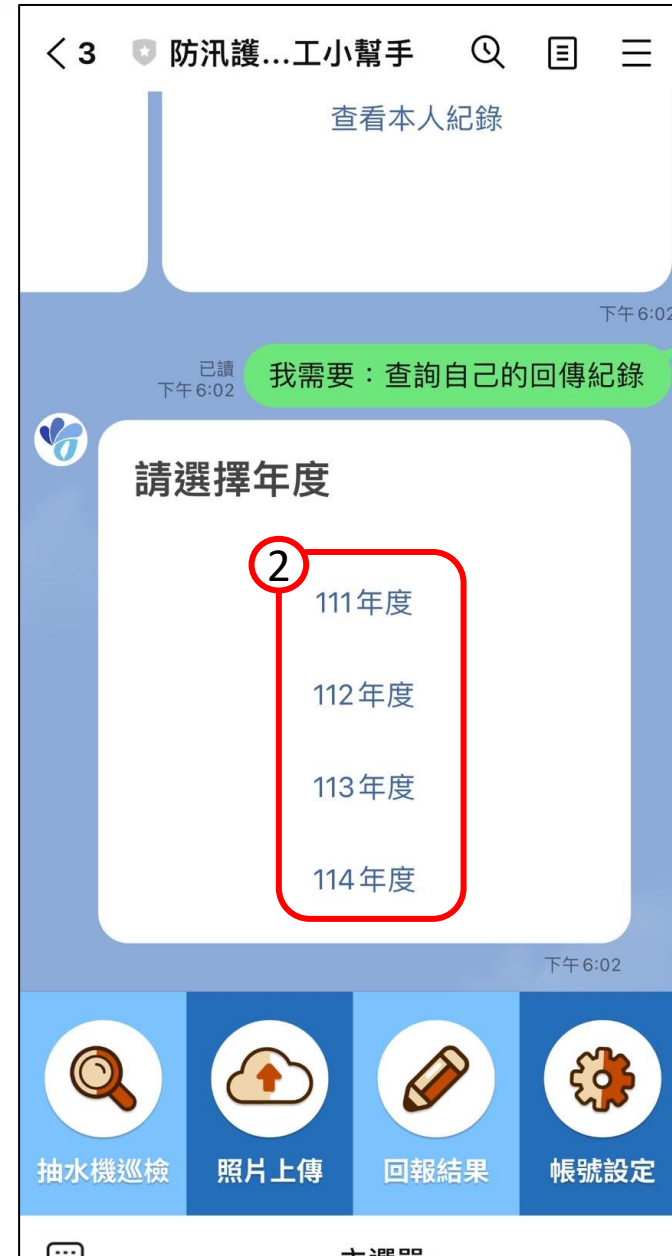 3 防汛護...工小幫手
查看本人紀錄
下午6:02
已讀
下午6:02
我需要：查詢自己的回傳紀錄
請選擇年度
2
111年度
112年度
113年度
114年度
下午6:02
抽水機巡檢 照片上傳 回報結果 帳號設定
主選單